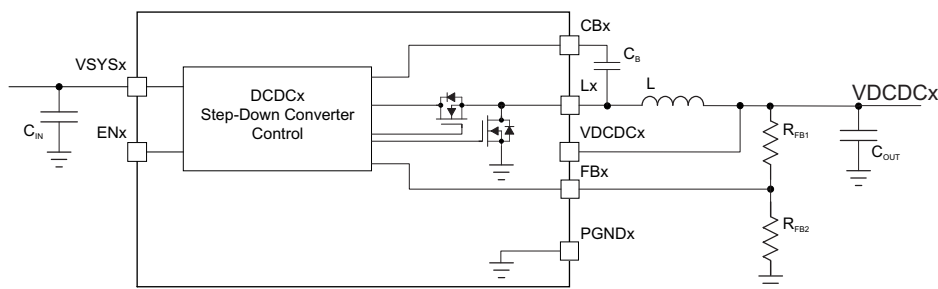 CBx
VSYSx
C_B
DCDCx
Step-Down Converter
Control
Lx
L
VDCDCx
C_IN
ENx
VDCDCx
R_FB1
C_OUT
FBx
R_FB2
PGNDx